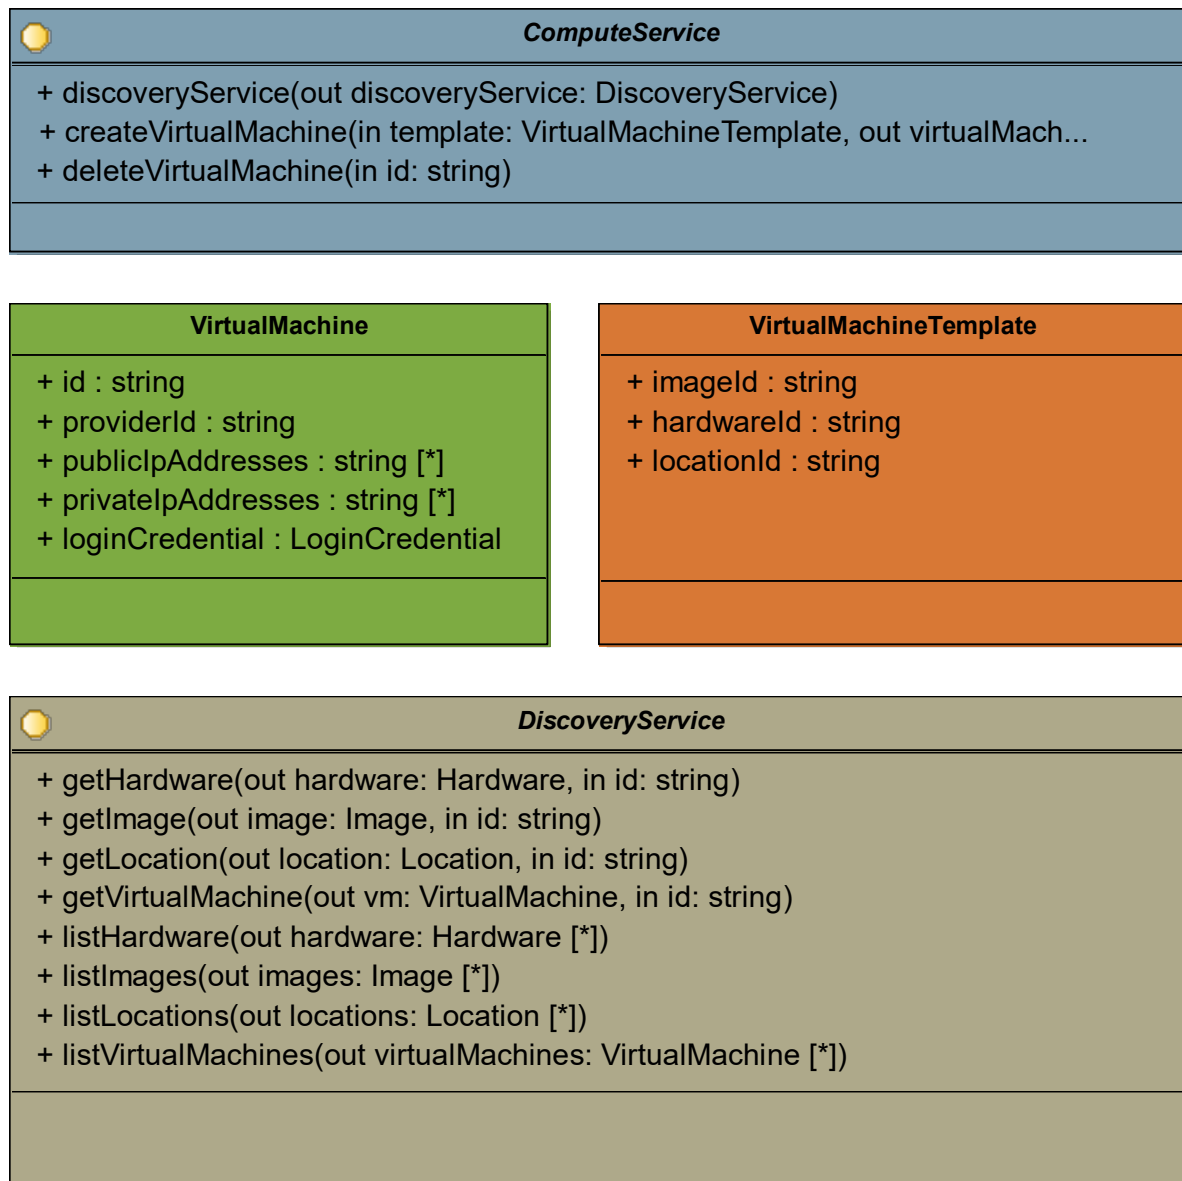 ComputeService
+ discoveryService(out discoveryService: DiscoveryService)
+ createVirtualMachine(in template: VirtualMachineTemplate, out virtualMach...
+ deleteVirtualMachine(in id: string)
VirtualMachine
+ id : string
+ providerId : string
+ publicIpAddresses : string [*]
+ privateIpAddresses : string [*]
+ loginCredential : LoginCredential
VirtualMachineTemplate
+ imageId : string
+ hardwareId : string
+ locationId : string
DiscoveryService
+ getHardware(out hardware: Hardware, in id: string)
+ getImage(out image: Image, in id: string)
+ getLocation(out location: Location, in id: string)
+ getVirtualMachine(out vm: VirtualMachine, in id: string)
+ listHardware(out hardware: Hardware [*])
+ listImages(out images: Image [*])
+ listLocations(out locations: Location [*])
+ listVirtualMachines(out virtualMachines: VirtualMachine [*])